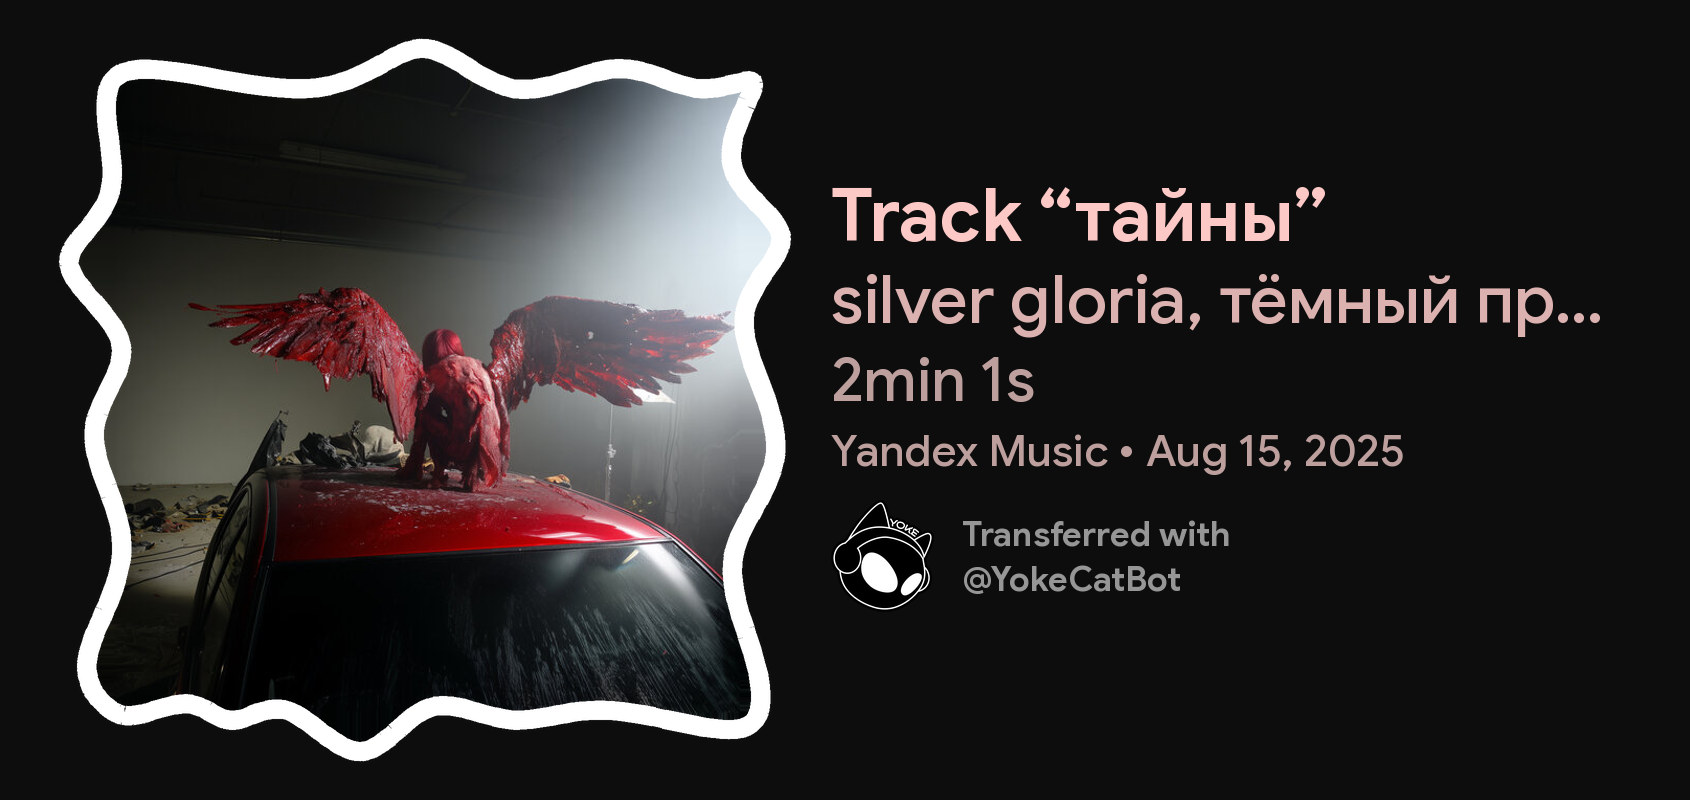 Track “тайны”
silver gloria, тёмный пр...
2min 1s
Yandex Music • Aug 15, 2025
YOKE
Transferred with
@YokeCatBot